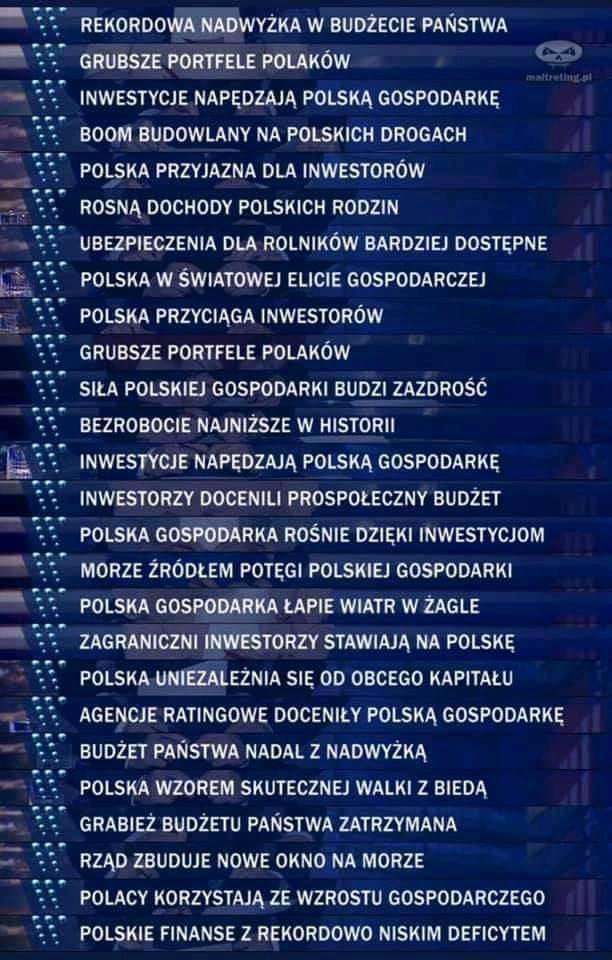 REKORDOWA NADWYŻKA W BUDŻECIE PAŃSTWA
GRUBSZE PORTFELE POLAKÓW
maltreting.pl
INWESTYCJE NAPĘDZAJĄ POLSKĄ GOSPODARKĘ
BOOM BUDOWLANY NA POLSKICH DROGACH
POLSKA PRZYJAZNA DLA INWESTORÓW
ROSNĄ DOCHODY POLSKICH RODZIN
UBEZPIECZENIA DLA ROLNIKÓW BARDZIEJ DOSTĘPNE
POLSKA W ŚWIATOWEJ ELICIE GOSPODARCZEJ
POLSKA PRZYCIĄGA INWESTORÓW
GRUBSZE PORTFELE POLAKÓW
SIŁA POLSKIEJ GOSPODARKI BUDZI ZAZDROŚĆ
BEZROBOCIE NAJNIŻSZE W HISTORII
INWESTYCJE NAPĘDZAJĄ POLSKĄ GOSPODARKĘ
INWESTORZY DOCENILI PROSPOŁECZNY BUDŻET
POLSKA GOSPODARKA ROŚNIE DZIĘKI INWESTYCJOM
MORZE ŹRÓDŁEM POTĘGI POLSKIEJ GOSPODARKI
POLSKA GOSPODARKA ŁAPIE WIATR W ŻAGLE
ZAGRANICZNI INWESTORZY STAWIAJĄ NA POLSKĘ
POLSKA UNIEZALEŻNIA SIĘ OD OBCEGO KAPITAŁU
AGENCJE RATINGOWE DOCENIŁY POLSKĄ GOSPODARKĘ
BUDŻET PAŃSTWA NADAL Z NADWYŻKĄ
POLSKA WZOREM SKUTECZNEJ WALKI Z BIEDĄ
GRABIEŻ BUDŻETU PAŃSTWA ZATRZYMANA
RZĄD ZBUDUJE NOWE OKNO NA MORZE
POLACY KORZYSTAJĄ ZE WZROSTU GOSPODARCZEGO
POLSKIE FINANSE Z REKORDOWO NISKIM DEFICYTEM